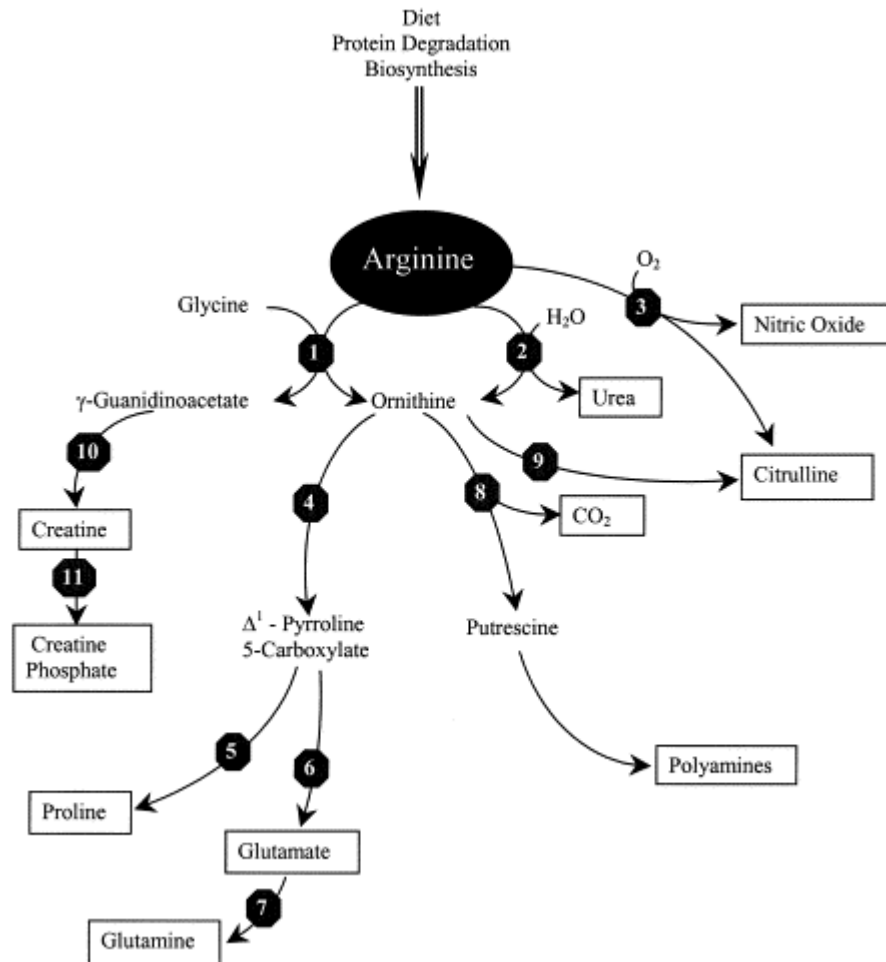 Diet
Protein Degradation
Biosynthesis
Arginine
O₂
Glycine
H₂O
3
Nitric Oxide
1
2
γ-Guanidinoacetate
Ornithine
Urea
10
9
Citrulline
4
8
CO₂
Creatine
11
Δ¹ - Pyrroline
5-Carboxylate
Putrescine
Creatine
Phosphate
5
6
Polyamines
Proline
Glutamate
7
Glutamine